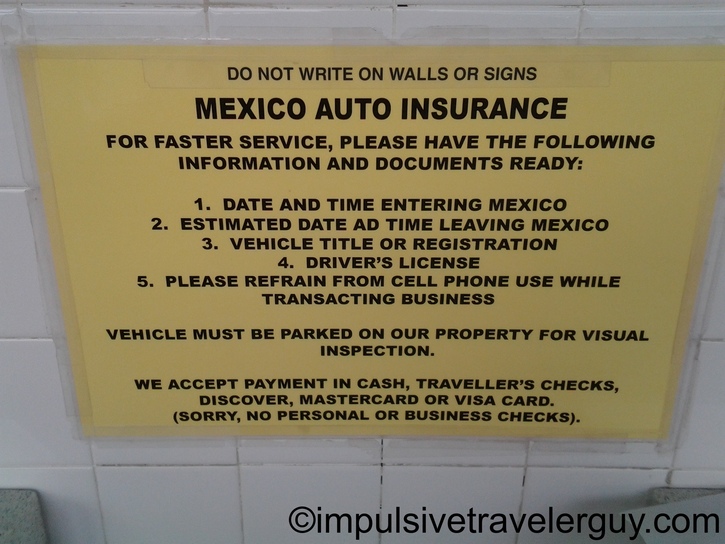 DO NOT WRITE ON WALLS OR SIGNS
MEXICO AUTO INSURANCE
FOR FASTER SERVICE, PLEASE HAVE THE FOLLOWING
INFORMATION AND DOCUMENTS READY:
1. DATE AND TIME ENTERING MEXICO
2. ESTIMATED DATE AD TIME LEAVING MEXICO
3. VEHICLE TITLE OR REGISTRATION
4. DRIVER'S LICENSE
5. PLEASE REFRAIN FROM CELL PHONE USE WHILE
TRANSACTING BUSINESS
VEHICLE MUST BE PARKED ON OUR PROPERTY FOR VISUAL
INSPECTION.
WE ACCEPT PAYMENT IN CASH, TRAVELLER'S CHECKS,
DISCOVER, MASTERCARD OR VISA CARD.
(SORRY, NO PERSONAL OR BUSINESS CHECKS).
©impulsivetravelerguy.com